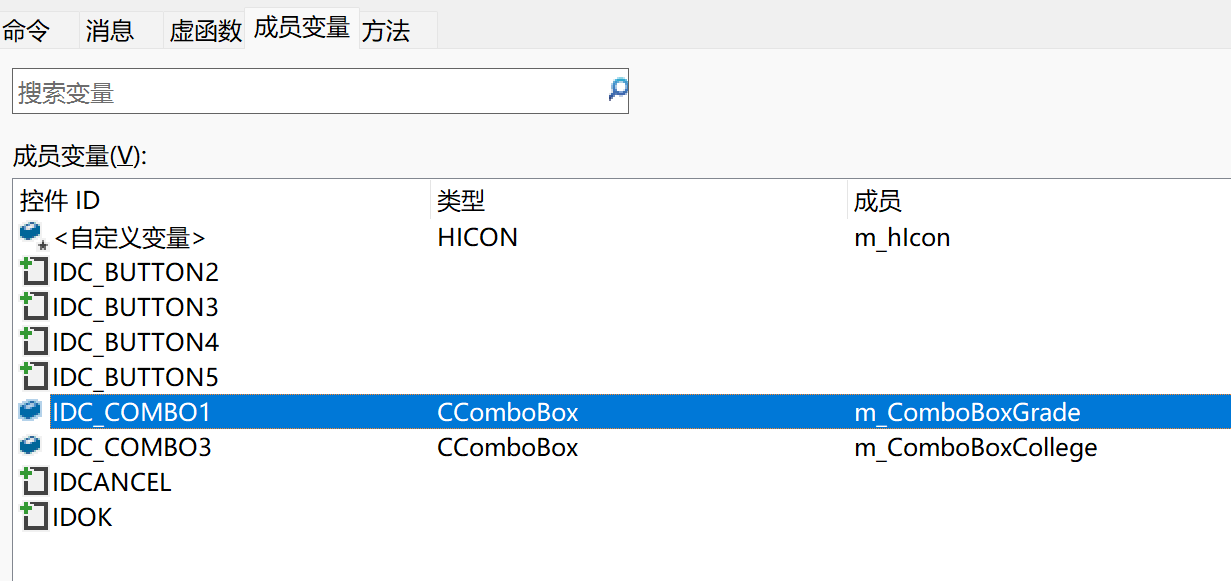 命令 消息 虚函数 成员变量 方法
搜索变量
成员变量(V):
控件 ID 类型 成员
<自定义变量> HICON m_hIcon
IDC_BUTTON2
IDC_BUTTON3
IDC_BUTTON4
IDC_BUTTON5
IDC_COMBO1 CComboBox m_ComboBoxGrade
IDC_COMBO3 CComboBox m_ComboBoxCollege
IDCANCEL
IDOK